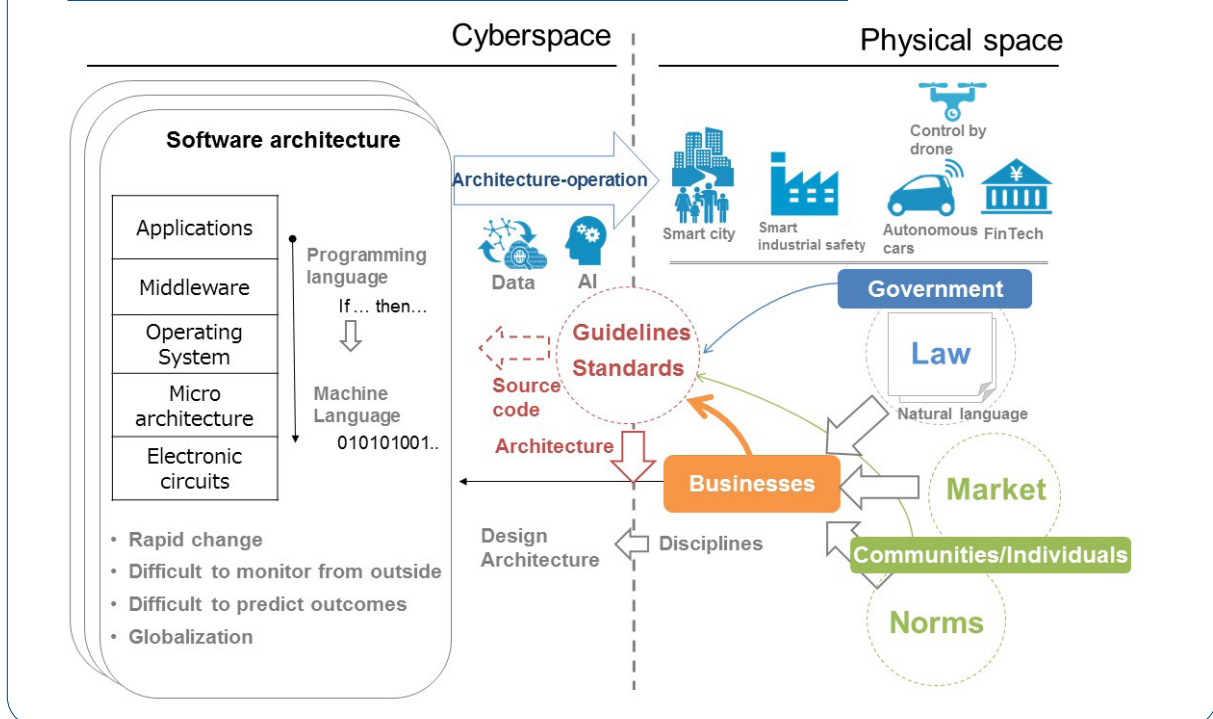 Cyberspace
Physical space
Software architecture
Applications
Middleware
Operating
System
Micro
architecture
Electronic
circuits
Programming
language
If ... then...
Machine
Language
010101001..
• Rapid change
• Difficult to monitor from outside
• Difficult to predict outcomes
• Globalization
Architecture-operation
Data
AI
Control by
drone
Smart city
Smart
industrial safety
Autonomous
cars
¥
FinTech
Government
Guidelines
Standards
Law
Natural language
Source
code
Architecture
Businesses
Market
Design
Architecture
Disciplines
Communities/Individuals
Norms